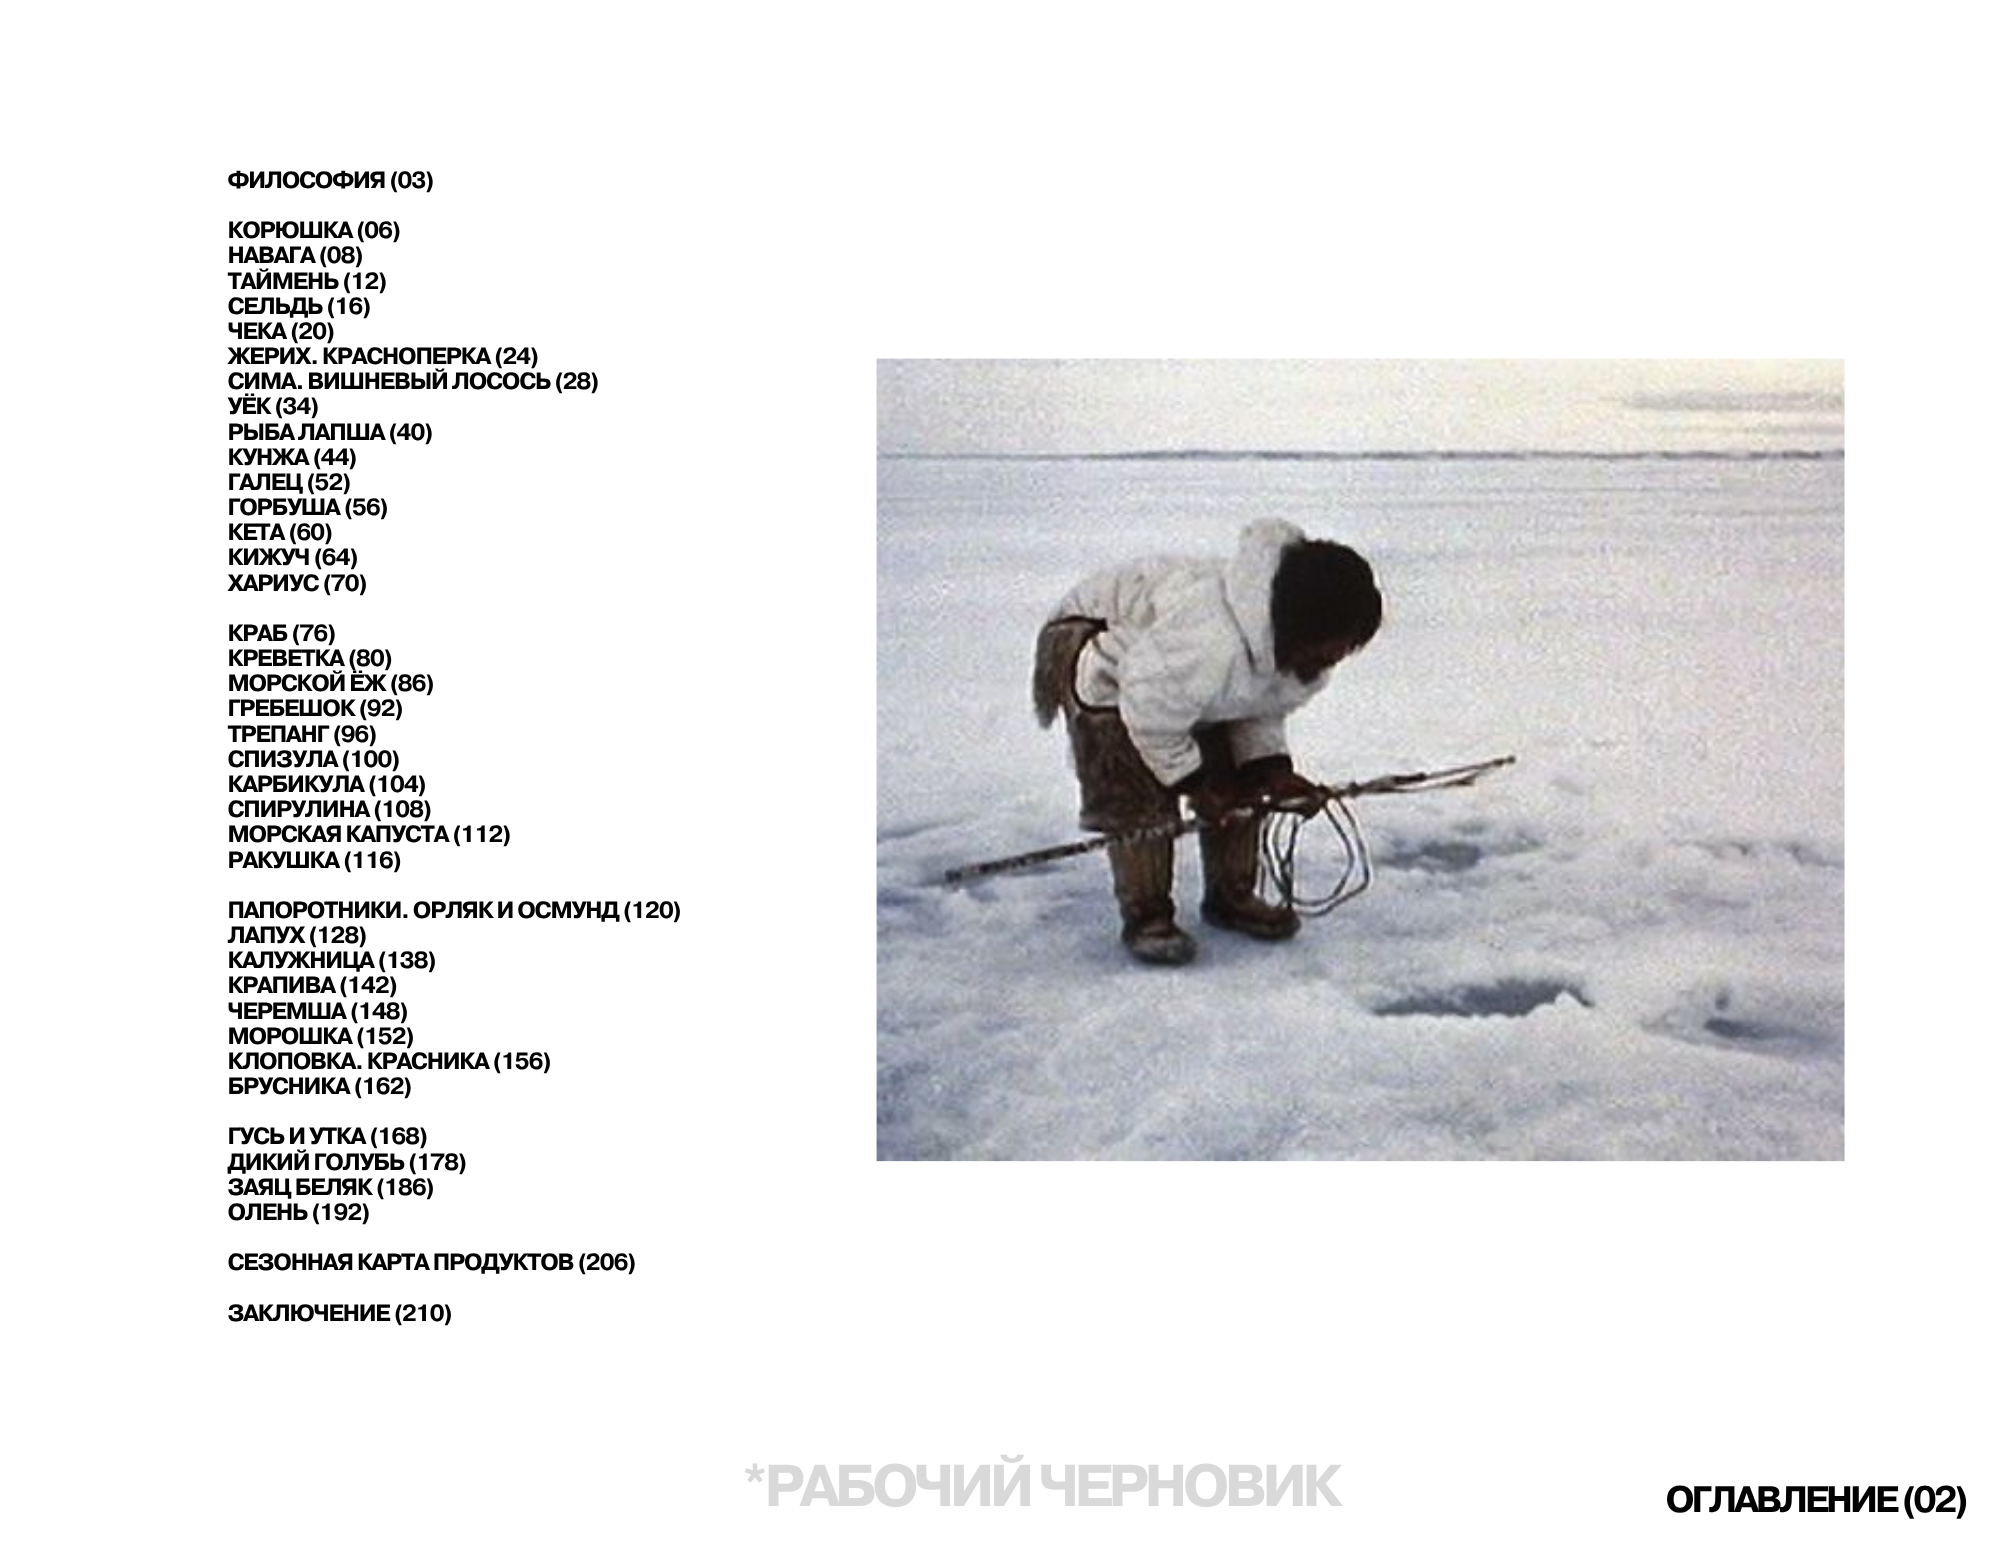 ФИЛОСОФИЯ (03)
КОРЮШКА (06)
НАВАГА (08)
ТАЙМЕНЬ (12)
СЕЛЬДЬ (16)
ЧЕКА (20)
ЖЕРИХ. КРАСНОПЕРКА (24)
СИМА. ВИШНЕВЫЙ ЛОСОСЬ (28)
УЁК (34)
РЫБА ЛАПША (40)
КУНЖА (44)
ГАЛЕЦ (52)
ГОРБУША (56)
КЕТА (60)
КИЖУЧ (64)
ХАРИУС (70)
КРАБ (76)
КРЕВЕТКА (80)
МОРСКОЙ ЁЖ (86)
ГРЕБЕШОК (92)
ТРЕПАНГ (96)
СПИЗУЛА (100)
КАРБИКУЛА (104)
СПИРУЛИНА (108)
МОРСКАЯ КАПУСТА (112)
РАКУШКА (116)
ПАПОРОТНИКИ. ОРЛЯК И ОСМУНД (120)
ЛАПУХ (128)
КАЛУЖНИЦА (138)
КРАПИВА (142)
ЧЕРЕМША (148)
МОРОШКА (152)
КЛОПОВКА. КРАСНИКА (156)
БРУСНИКА (162)
ГУСЬ И УТКА (168)
ДИКИЙ ГОЛУБЬ (178)
ЗАЯЦ БЕЛЯК (186)
ОЛЕНЬ (192)
СЕЗОННАЯ КАРТА ПРОДУКТОВ (206)
ЗАКЛЮЧЕНИЕ (210)
*РАБОЧИЙ ЧЕРНОВИК
ОГЛАВЛЕНИЕ (02)